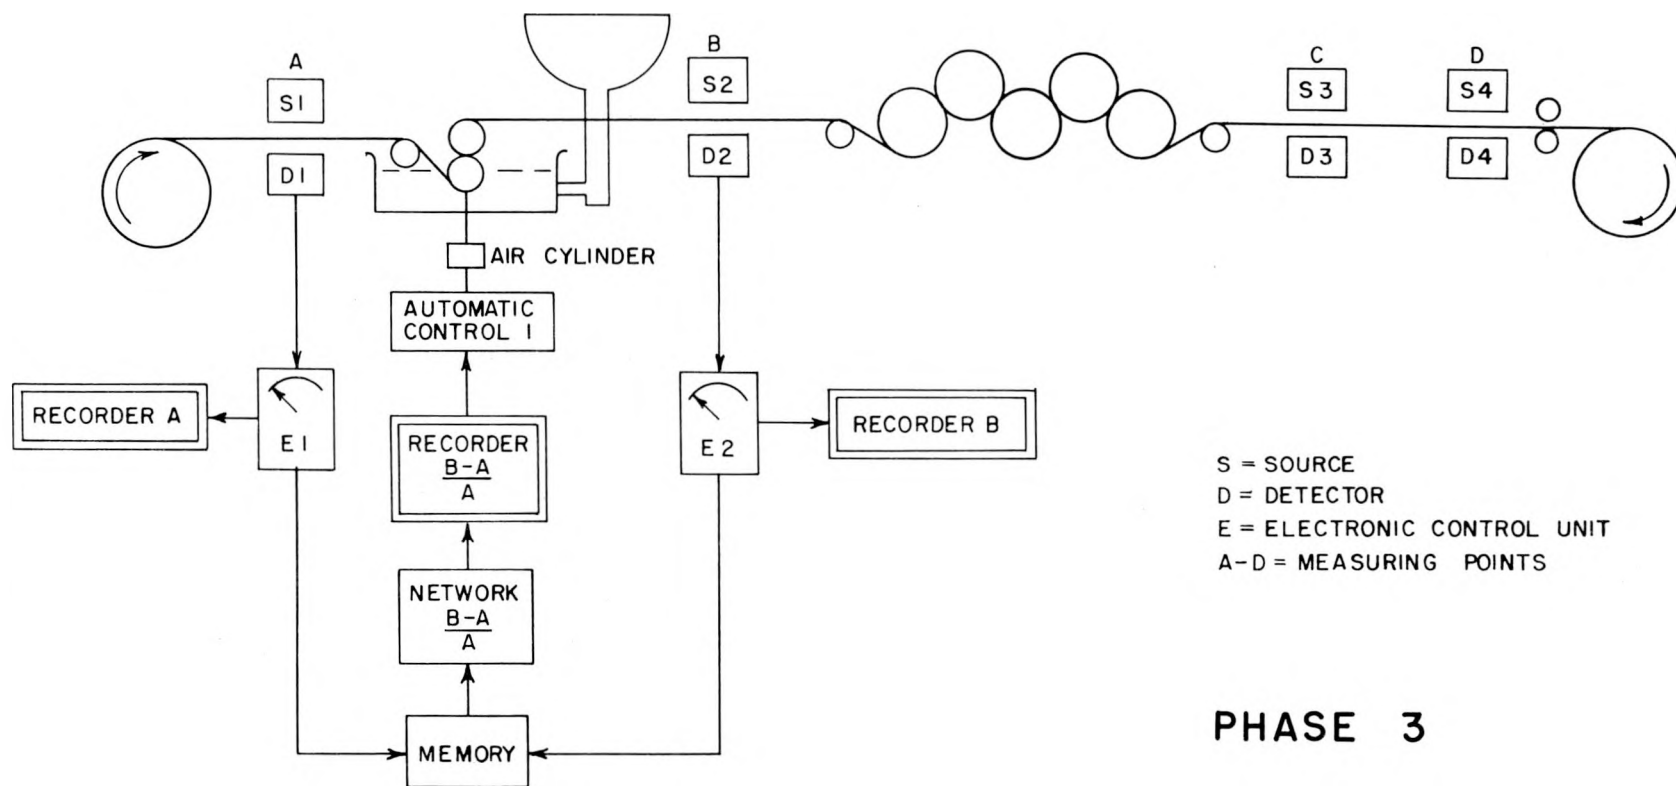 A
S1
D1
B
S2
D2
C
S3
D3
D
S4
D4
AIR CYLINDER
AUTOMATIC
CONTROL 1
RECORDER A
E1
RECORDER
B-A
A
E2
RECORDER B
NETWORK
B-A
A
MEMORY
S = SOURCE
D = DETECTOR
E = ELECTRONIC CONTROL UNIT
A-D = MEASURING POINTS
PHASE 3